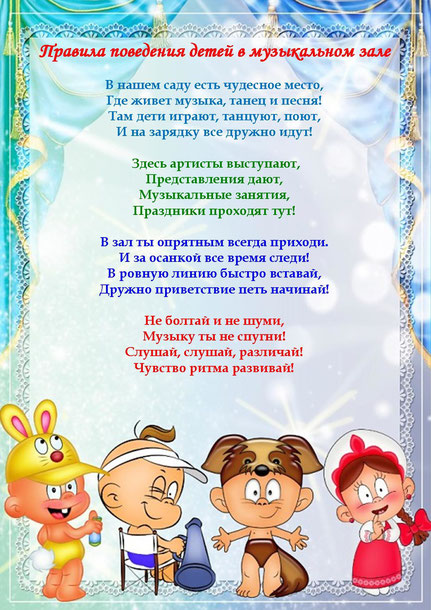 Правила поведения детей в музыкальном зале
В нашем саду есть чудесное место,
Где живет музыка, танец и песня!
Там дети играют, танцуют, поют,
И на зарядку все дружно идут!
Здесь артисты выступают,
Представления дают,
Музыкальные занятия,
Праздники проходят тут!
В зал ты опрятным всегда приходи.
И за осанкой все время следи!
В ровную линию быстро вставай,
Дружно приветствие петь начинай!
Не болтай и не шуми,
Музыку ты не спугни!
Слушай, слушай, различай!
Чувство ритма развивай!